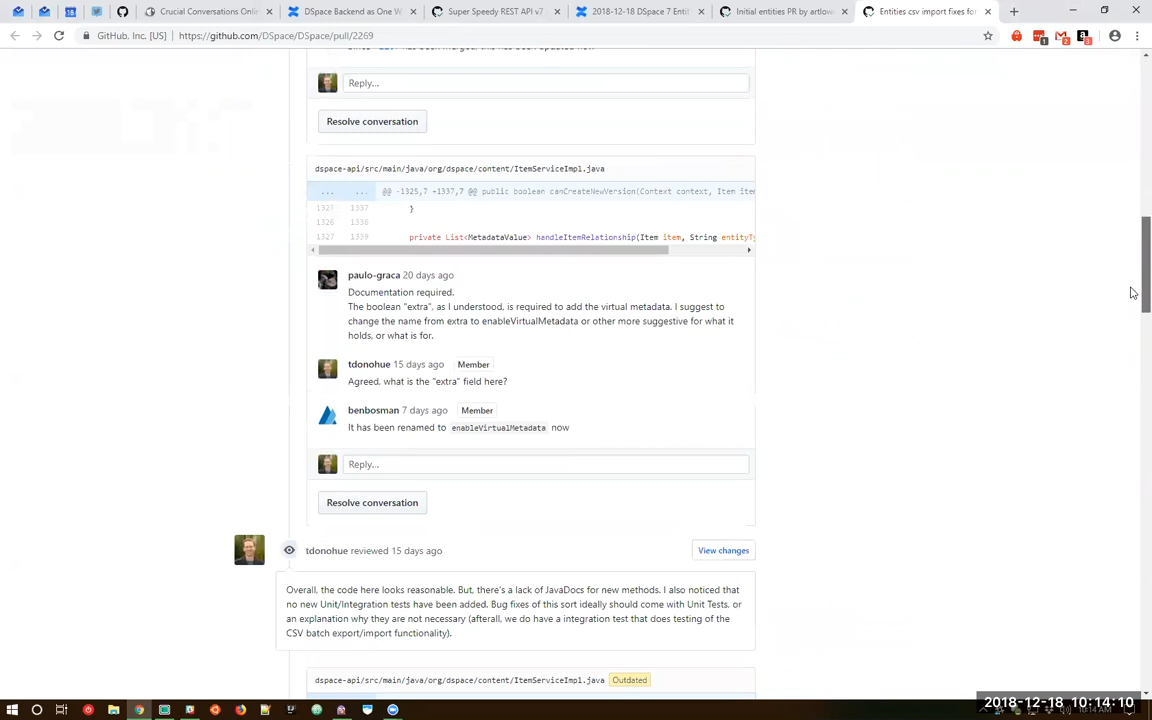 Crucial Conversations Onli
DSpace Backend as One W
Super Speedy REST API v7
2018-12-18 DSpace 7 Entit
Initial entities PR by artlow
Entities csv import fixes for
GitHub, Inc. [US] | https://github.com/DSpace/DSpace/pull/2269
Reply...
Resolve conversation
dspace-api/src/main/java/org/dspace/content/ItemServiceImpl.java
... ... @@ -1325,7 +1337,7 @@ public boolean canCreateNewVersion(Context context, Item ite
1337 }
1326
1327 1339 private List<MetadataValue> handleItemRelationship(Item item, String entityTy
paulo-graca 20 days ago
Documentation required.
The boolean "extra", as I understood, is required to add the virtual metadata. I suggest to
change the name from extra to enableVirtualMetadata or other more suggestive for what it
holds, or what is for.
tdonohue 15 days ago Member
Agreed, what is the "extra" field here?
benbosman 7 days ago Member
It has been renamed to enableVirtualMetadata now
Reply...
Resolve conversation
tdonohue reviewed 15 days ago View changes
Overall, the code here looks reasonable. But, there's a lack of JavaDocs for new methods. I also noticed that
no new Unit/Integration tests have been added. Bug fixes of this sort ideally should come with Unit Tests, or
an explanation why they are not necessary (afterall, we do have a integration test that does testing of the
CSV batch export/import functionality).
dspace-api/src/main/java/org/dspace/content/ItemServiceImpl.java Outdated
2018-12-18 10:14:10